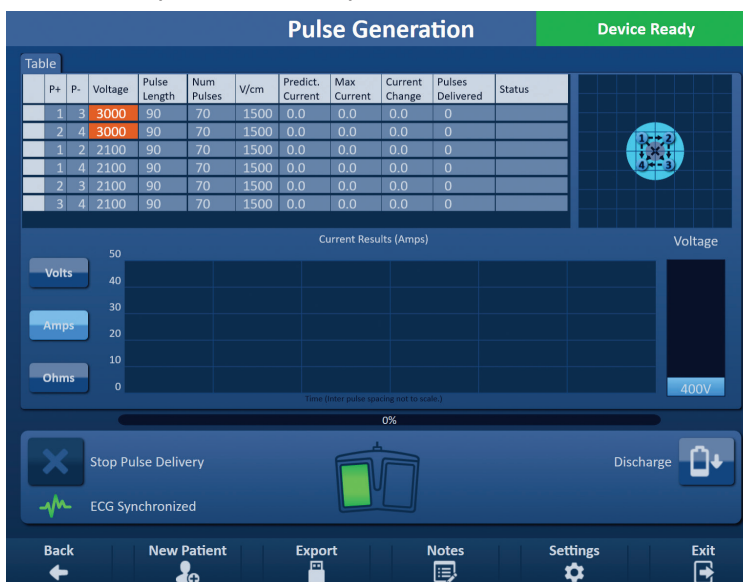 Pulse Generation
Device Ready
Table
P+ P- Voltage Pulse Length Num Pulses V/cm Predict. Current Max Current Current Change Pulses Delivered Status
1 3 3000 90 70 1500 0.0 0.0 0.0 0
2 4 3000 90 70 1500 0.0 0.0 0.0 0
1 2 2100 90 70 1500 0.0 0.0 0.0 0
1 4 2100 90 70 1500 0.0 0.0 0.0 0
2 3 2100 90 70 1500 0.0 0.0 0.0 0
3 4 2100 90 70 1500 0.0 0.0 0.0 0
1 2
4 3
Current Results (Amps)
Voltage
Volts
Amps
Ohms
50
40
30
20
10
0
400V
Time (Inter pulse spacing not to scale.)
0%
Stop Pulse Delivery
Discharge
ECG Synchronized
Back New Patient Export Notes Settings Exit